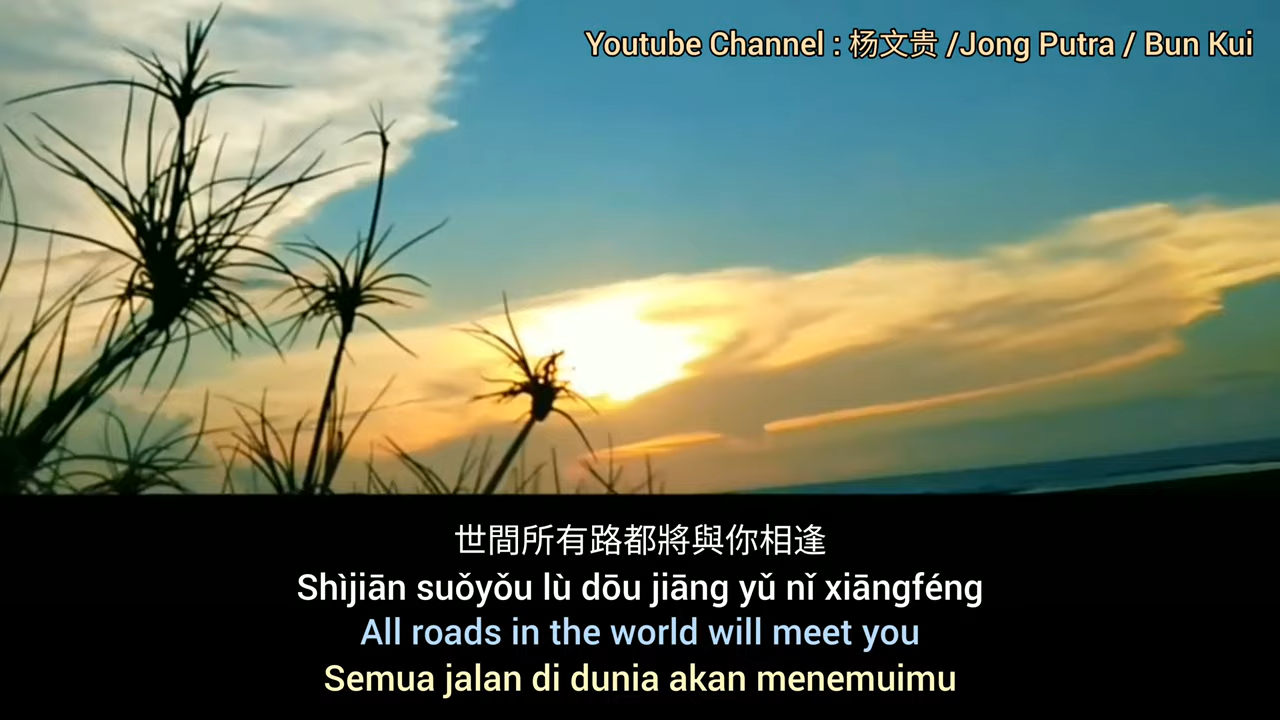 Youtube Channel : 杨文贵 /Jong Putra / Bun Kui
世間所有路都將與你相逢
Shìjiān suǒyǒu lù dōu jiāng yǔ nǐ xiāngféng
All roads in the world will meet you
Semua jalan di dunia akan menemuimu